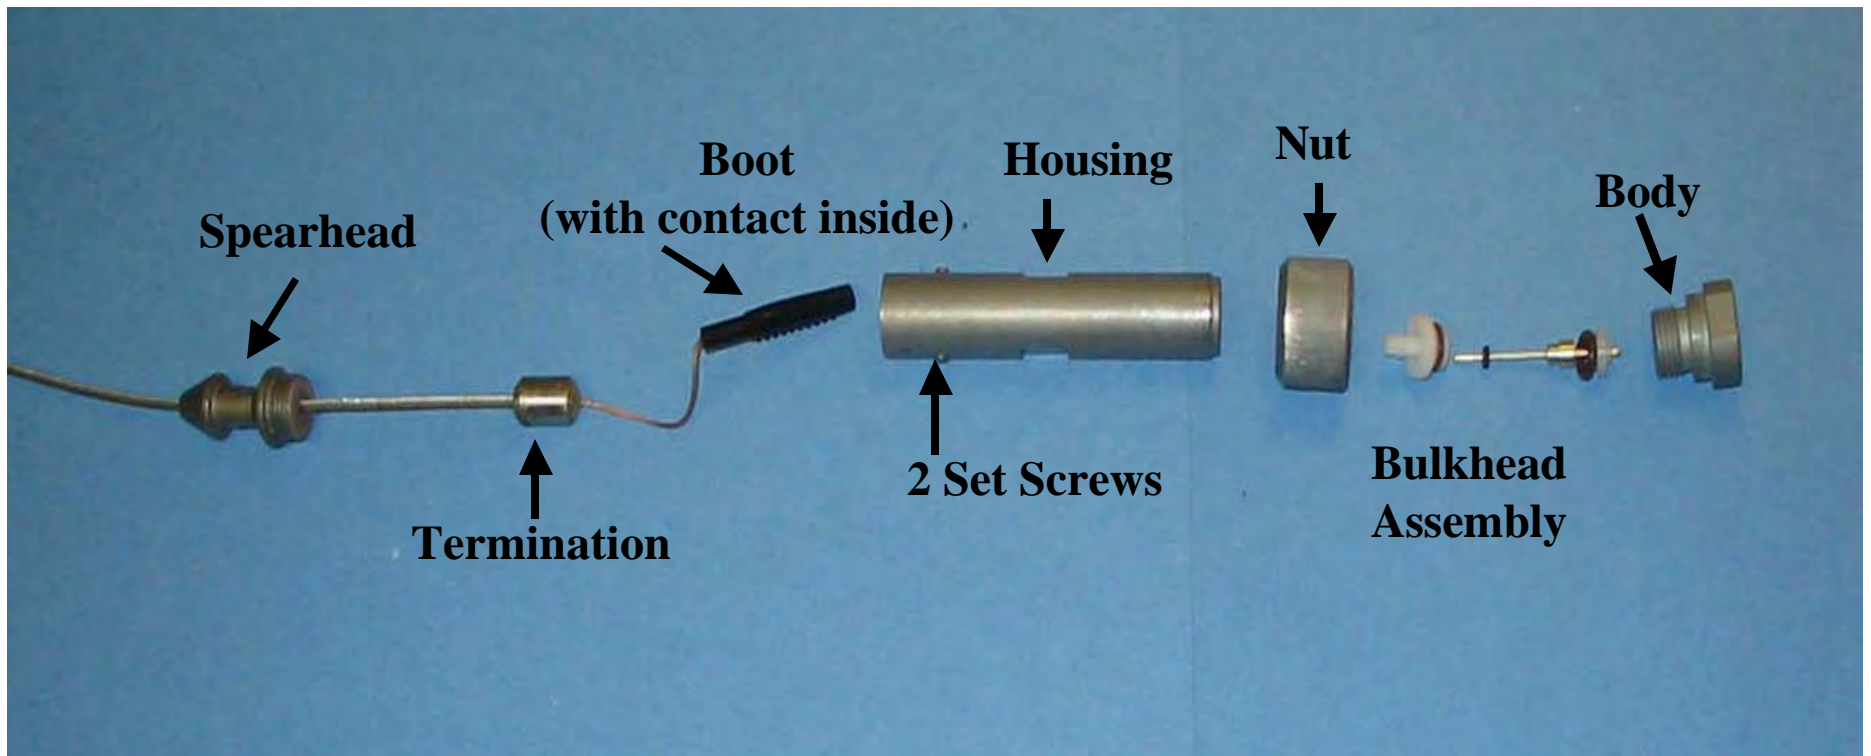 Spearhead
Boot
(with contact inside)
Housing
Nut
Body
Termination
2 Set Screws
Bulkhead
Assembly